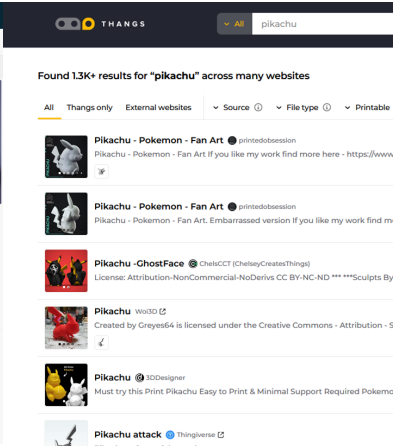 THANGS
All
pikachu
Found 1.3K+ results for “pikachu” across many websites
All Thangs only External websites Source File type Printable
Pikachu - Pokemon - Fan Art printedobsession
Pikachu - Pokemon - Fan Art If you like my work find more here - https://www
Pikachu - Pokemon - Fan Art printedobsession
Pikachu - Pokemon - Fan Art. Embarrassed version If you like my work find m
Pikachu -GhostFace ChelsCCT (ChelseyCreatesThings)
License: Attribution-NonCommercial-NoDerivs CC BY-NC-ND *** ***Sculpts By
Pikachu Woi3D
Created by Greyes64 is licensed under the Creative Commons - Attribution - S
Pikachu 3DDesigner
Must try this Print Pikachu Easy to Print & Minimal Support Required Pokemo
Pikachu attack Thingiverse